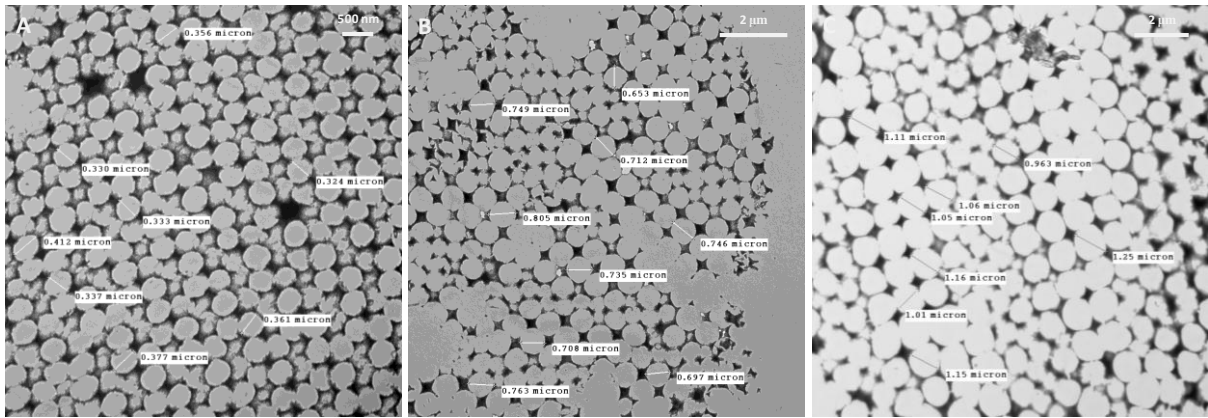 A
500 nm
0.356 micron
0.330 micron
0.324 micron
0.333 micron
0.412 micron
0.337 micron
0.361 micron
0.377 micron
B
2 μm
0.653 micron
0.749 micron
0.712 micron
0.805 micron
0.746 micron
0.735 micron
0.708 micron
0.697 micron
0.763 micron
C
2 μm
1.11 micron
0.963 micron
1.06 micron
1.05 micron
1.25 micron
1.16 micron
1.01 micron
1.15 micron